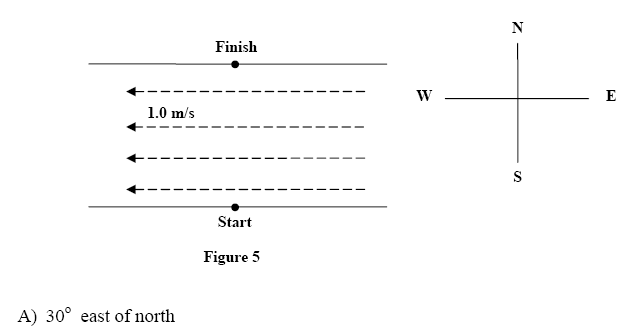 N
Finish
W
E
1.0 m/s
S
Start
Figure 5
A) 30° east of north